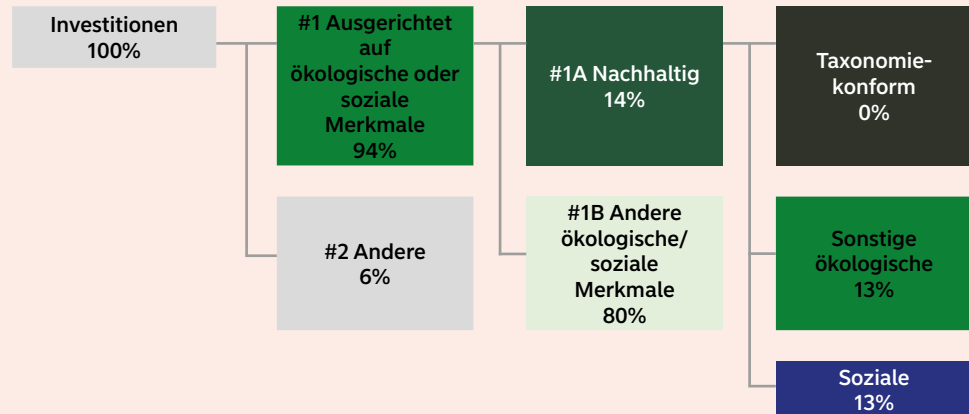 Investitionen
100%
#1 Ausgerichtet
auf
ökologische oder
soziale
Merkmale
94%
#2 Andere
6%
#1A Nachhaltig
14%
#1B Andere
ökologische/
soziale
Merkmale
80%
Taxonomie-
konform
0%
Sonstige
ökologische
13%
Soziale
13%